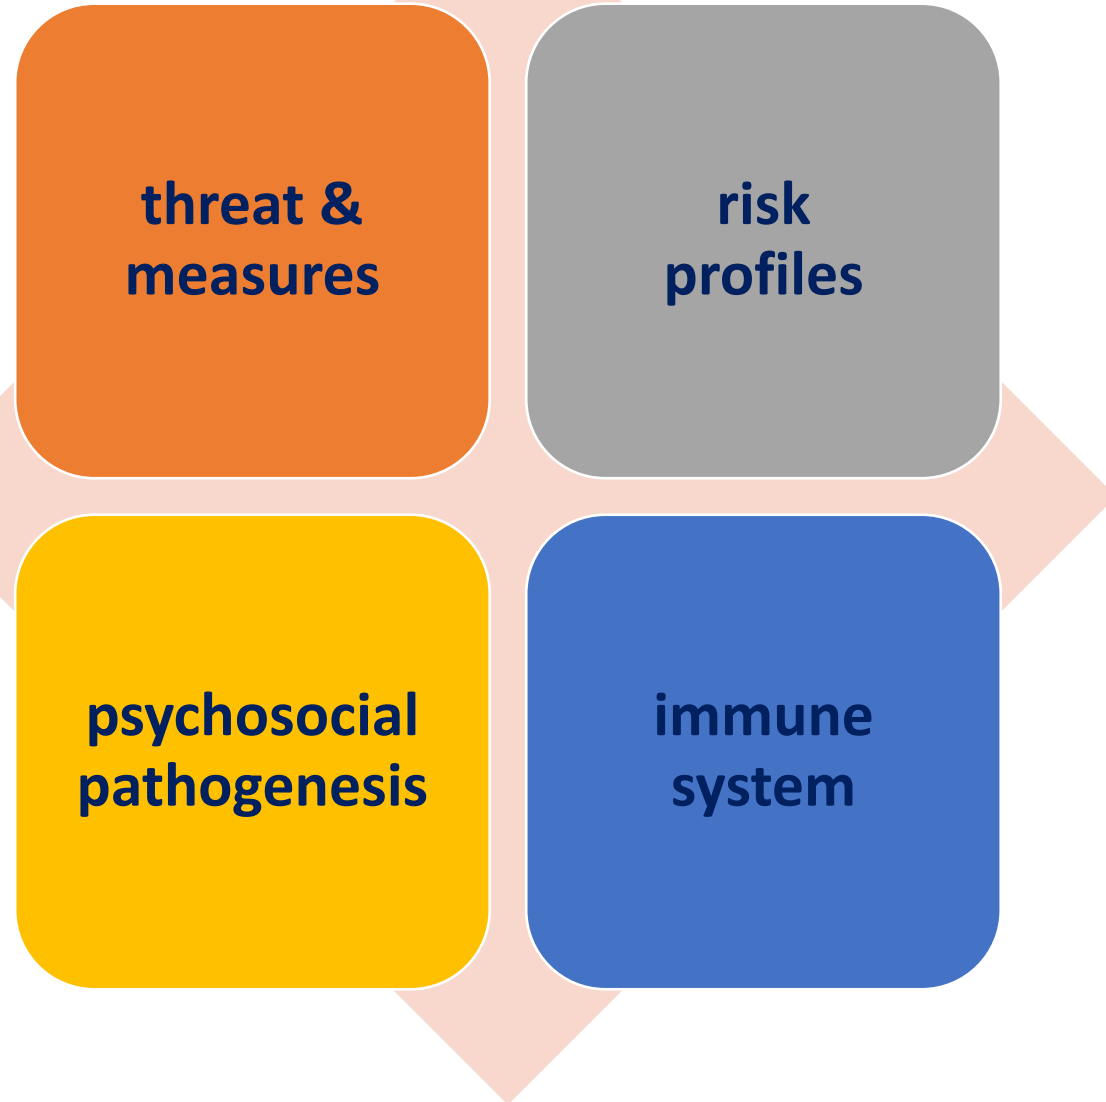 threat &
measures
risk
profiles
psychosocial
pathogenesis
immune
system